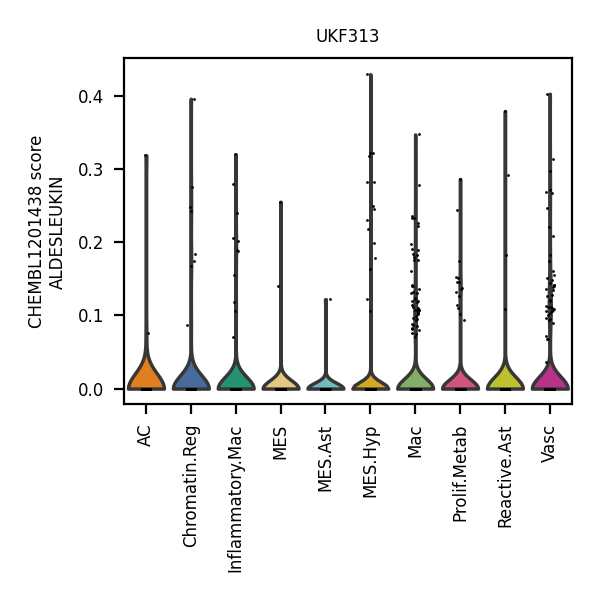 UKF313
CHEMBL1201438 score
ALDESLEUKIN
0.4
0.3
0.2
0.1
0.0
AC
Chromatin.Reg
Inflammatory.Mac
MES
MES.Ast
MES.Hyp
Mac
Prolif.Metab
Reactive.Ast
Vasc